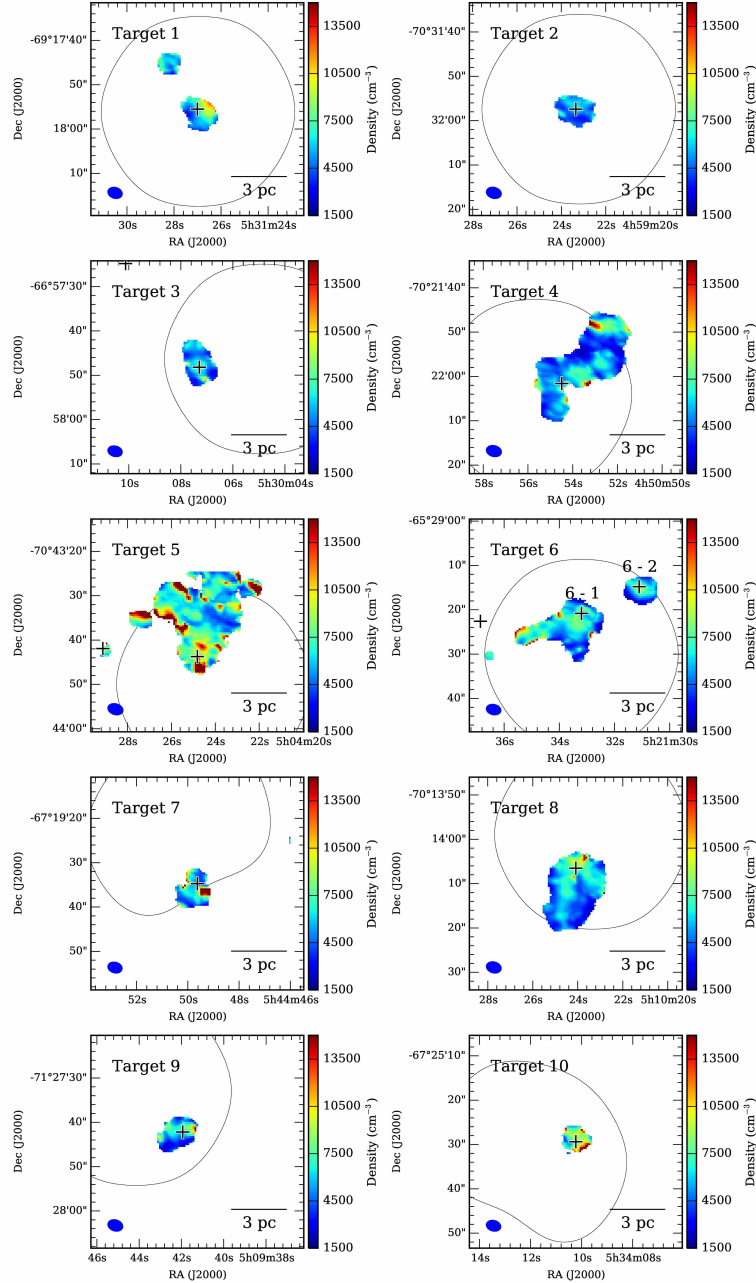 Target 1
-69°17'40"
50"
18'00"
10"
Dec (J2000)
30s 28s 26s 5h31m24s
RA (J2000)
3 pc
13500
10500
7500
4500
1500
Density (cm⁻³)
Target 2
-70°31'40"
50"
32'00"
10"
20"
Dec (J2000)
28s 26s 24s 22s 4h59m20s
RA (J2000)
3 pc
13500
10500
7500
4500
1500
Density (cm⁻³)
Target 3
-66°57'30"
40"
50"
58'00"
10"
Dec (J2000)
10s 08s 06s 5h30m04s
RA (J2000)
3 pc
13500
10500
7500
4500
1500
Density (cm⁻³)
Target 4
-70°21'40"
50"
22'00"
10"
20"
Dec (J2000)
58s 56s 54s 52s 4h50m50s
RA (J2000)
3 pc
13500
10500
7500
4500
1500
Density (cm⁻³)
Target 5
-70°43'20"
30"
40"
50"
44'00"
Dec (J2000)
28s 26s 24s 22s 5h04m20s
RA (J2000)
3 pc
13500
10500
7500
4500
1500
Density (cm⁻³)
Target 6
6 - 2
6 - 1
-65°29'00"
10"
20"
30"
40"
Dec (J2000)
36s 34s 32s 5h21m30s
RA (J2000)
3 pc
13500
10500
7500
4500
1500
Density (cm⁻³)
Target 7
-67°19'20"
30"
40"
50"
Dec (J2000)
52s 50s 48s 5h44m46s
RA (J2000)
3 pc
13500
10500
7500
4500
1500
Density (cm⁻³)
Target 8
-70°13'50"
14'00"
10"
20"
30"
Dec (J2000)
28s 26s 24s 22s 5h10m20s
RA (J2000)
3 pc
13500
10500
7500
4500
1500
Density (cm⁻³)
Target 9
-71°27'30"
40"
50"
28'00"
Dec (J2000)
46s 44s 42s 40s 5h09m38s
RA (J2000)
3 pc
13500
10500
7500
4500
1500
Density (cm⁻³)
Target 10
-67°25'10"
20"
30"
40"
50"
Dec (J2000)
14s 12s 10s 5h34m08s
RA (J2000)
3 pc
13500
10500
7500
4500
1500
Density (cm⁻³)